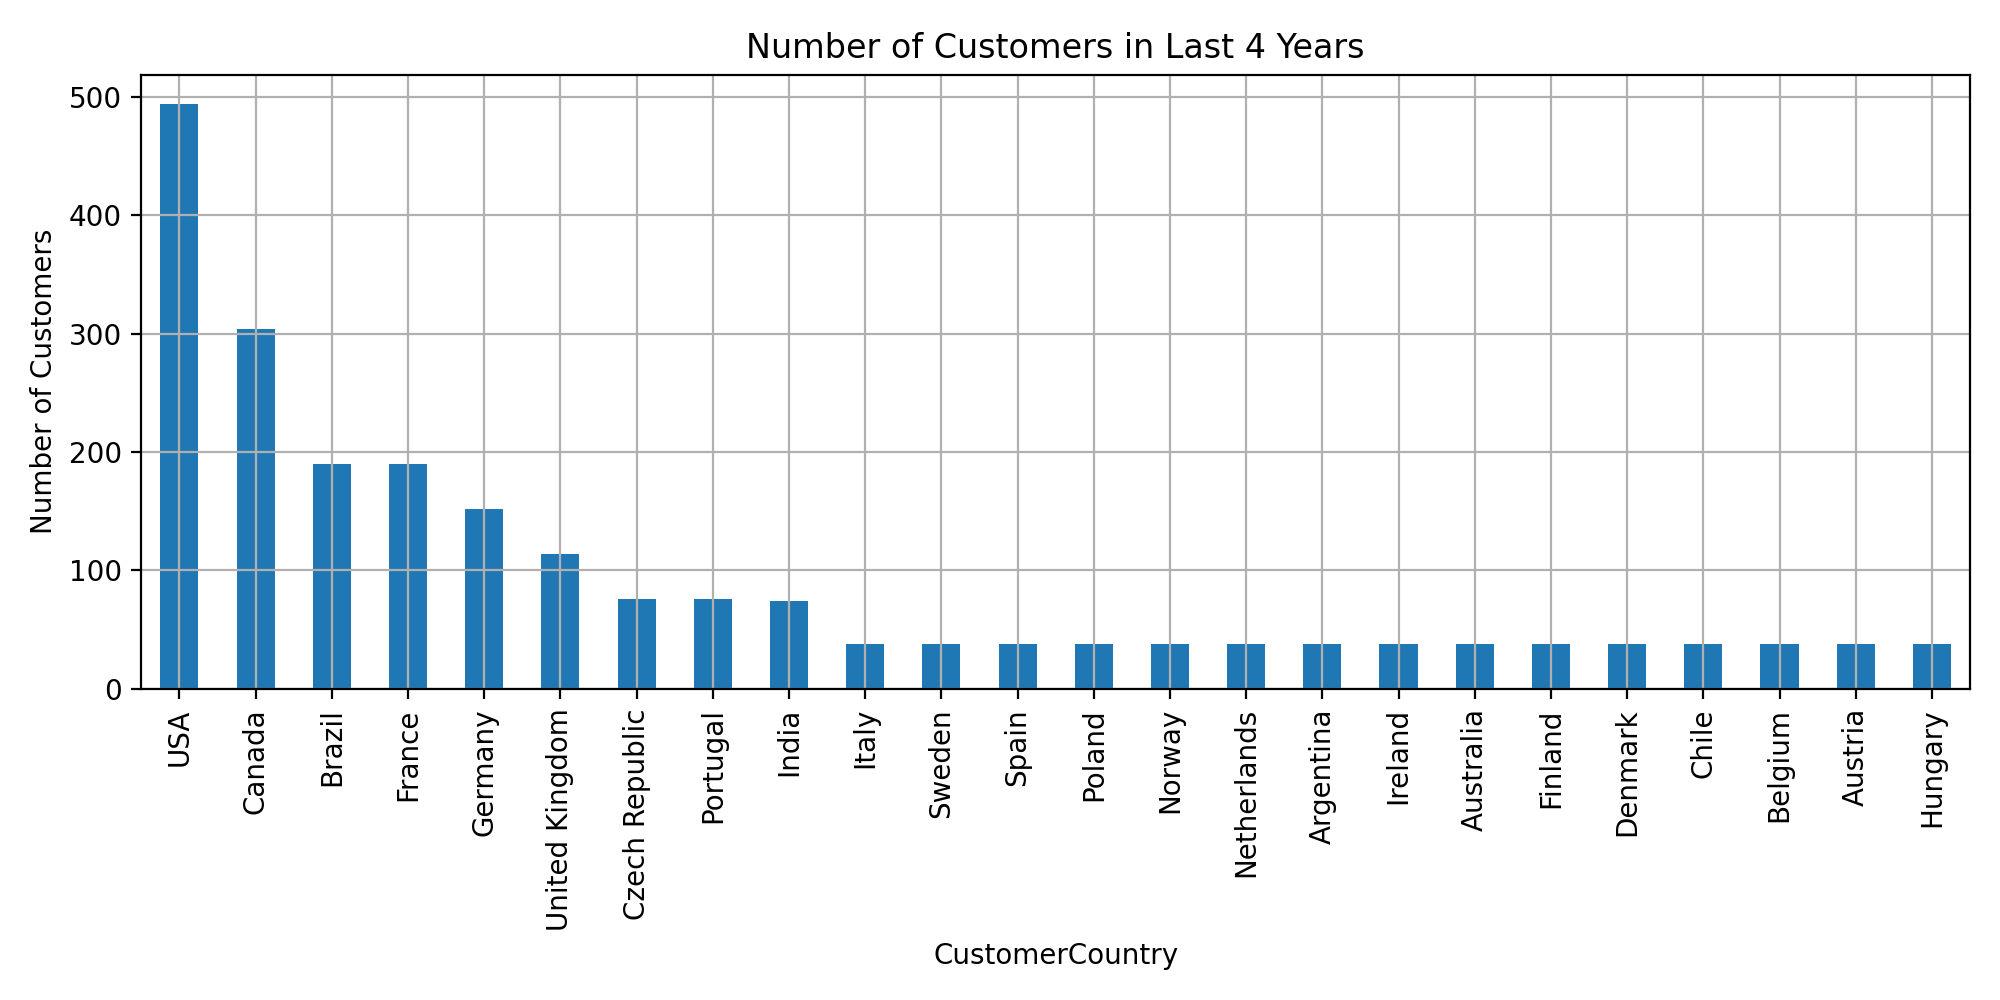 Number of Customers in Last 4 Years
Number of Customers
500
400
300
200
100
0
USA
Canada
Brazil
France
Germany
United Kingdom
Czech Republic
Portugal
India
Italy
Sweden
Spain
Poland
Norway
Netherlands
Argentina
Ireland
Australia
Finland
Denmark
Chile
Belgium
Austria
Hungary
CustomerCountry